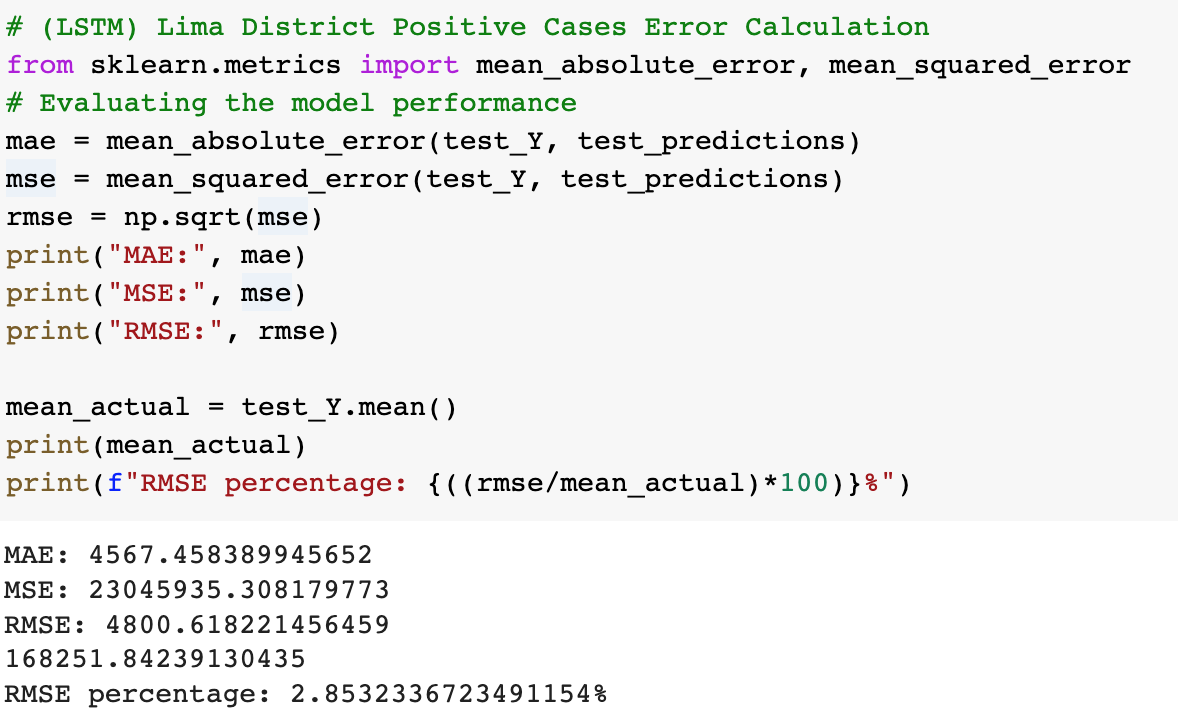 # (LSTM) Lima District Positive Cases Error Calculation
from sklearn.metrics import mean_absolute_error, mean_squared_error
# Evaluating the model performance
mae = mean_absolute_error(test_Y, test_predictions)
mse = mean_squared_error(test_Y, test_predictions)
rmse = np.sqrt(mse)
print("MAE:", mae)
print("MSE:", mse)
print("RMSE:", rmse)
mean_actual = test_Y.mean()
print(mean_actual)
print(f"RMSE percentage: {((rmse/mean_actual)*100)}%")
MAE: 4567.458389945652
MSE: 23045935.308179773
RMSE: 4800.618221456459
168251.84239130435
RMSE percentage: 2.8532336723491154%